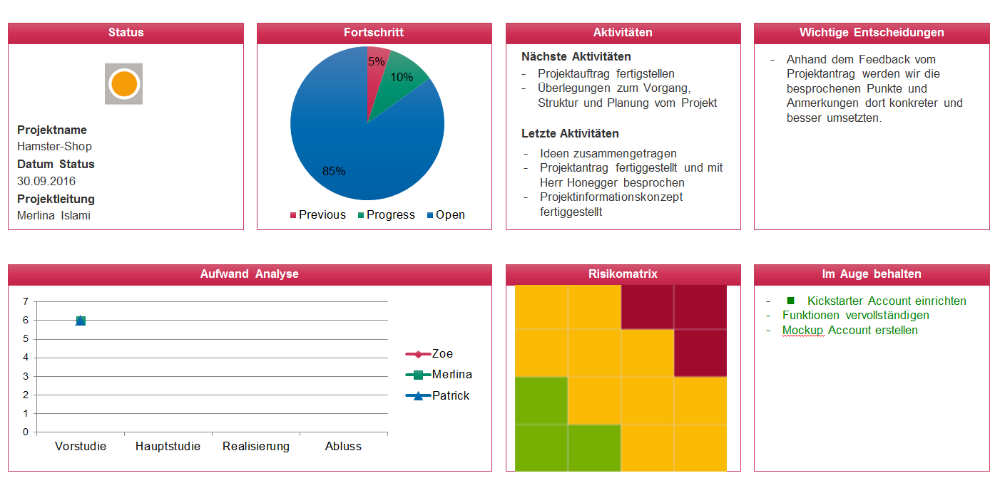 Status
Projektname
Hamster-Shop
Datum Status
30.09.2016
Projektleitung
Merlina Islami
Fortschritt
5%
10%
85%
Previous Progress Open
Aktivitäten
Nächste Aktivitäten
- Projektauftrag fertigstellen
- Überlegungen zum Vorgang,
Struktur und Planung vom Projekt
Letzte Aktivitäten
- Ideen zusammengetragen
- Projektantrag fertiggestellt und mit
Herr Honegger besprochen
- Projektinformationskonzept
fertiggestellt
Wichtige Entscheidungen
- Anhand dem Feedback vom
Projektantrag werden wir die
besprochenen Punkte und
Anmerkungen dort konkreter und
besser umsetzten.
Aufwand Analyse
7
6
5
4
3
2
1
0
Vorstudie Hauptstudie Realisierung Abluss
Zoe
Merlina
Patrick
Risikomatrix
Im Auge behalten
- ■ Kickstarter Account einrichten
- Funktionen vervollständigen
- Mockup Account erstellen